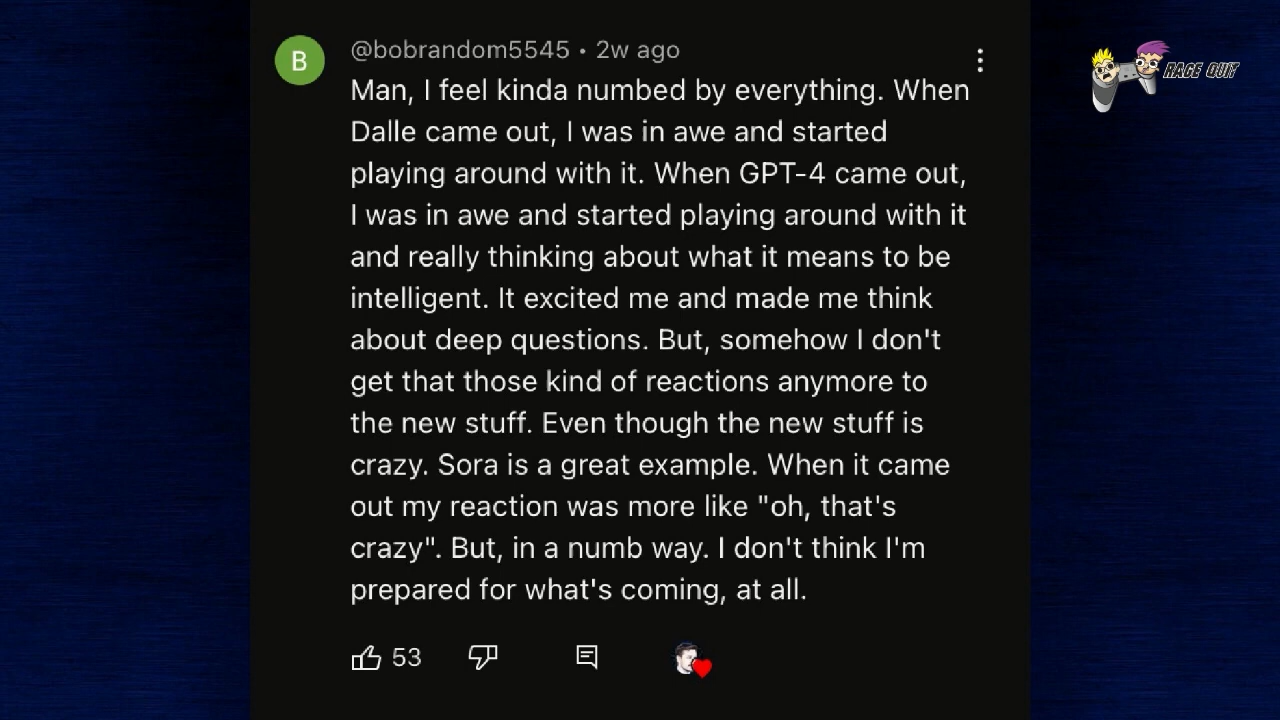 B
@bobrandom5545 • 2w ago
Man, I feel kinda numbed by everything. When
Dalle came out, I was in awe and started
playing around with it. When GPT-4 came out,
I was in awe and started playing around with it
and really thinking about what it means to be
intelligent. It excited me and made me think
about deep questions. But, somehow I don't
get that those kind of reactions anymore to
the new stuff. Even though the new stuff is
crazy. Sora is a great example. When it came
out my reaction was more like "oh, that's
crazy". But, in a numb way. I don't think I'm
prepared for what's coming, at all.
53
RAGE QUIT